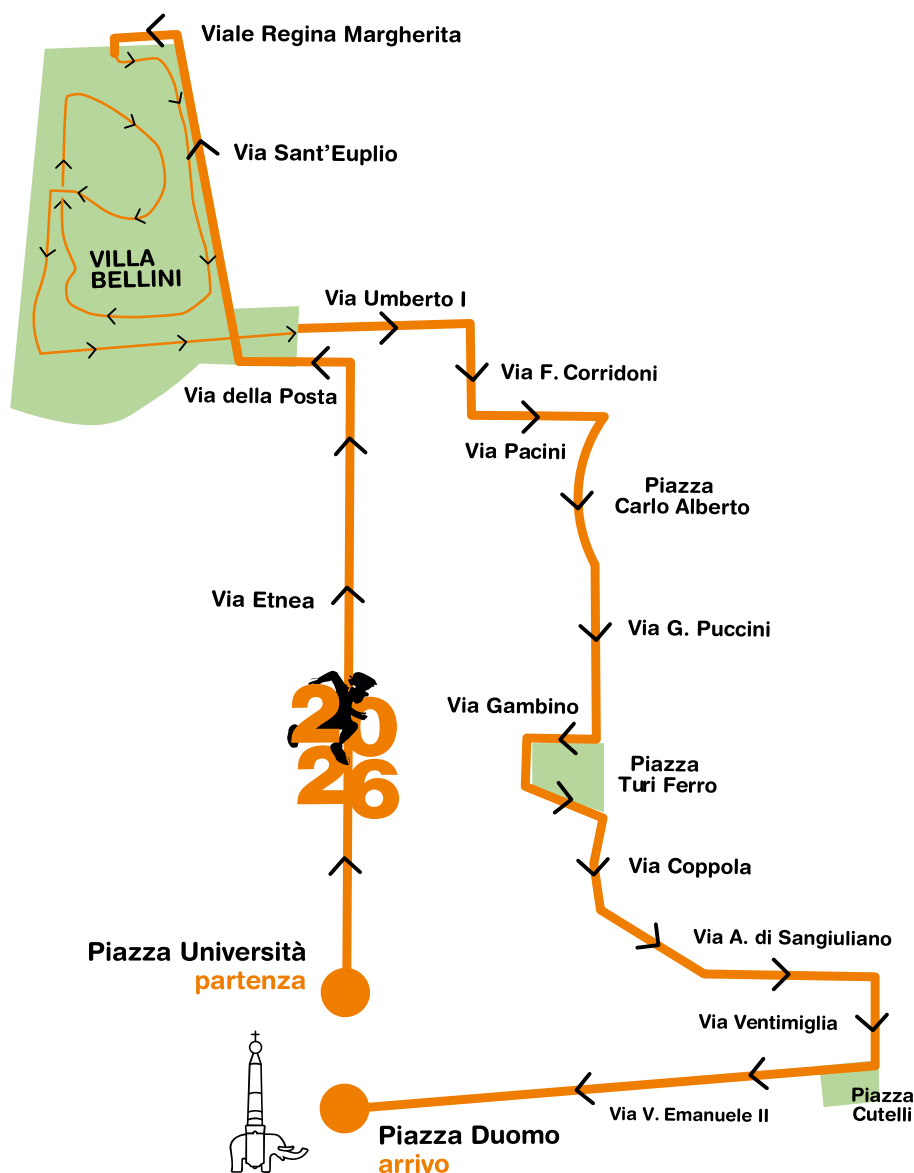 Viale Regina Margherita
Via Sant'Euplio
VILLA
BELLINI
Via Umberto I
Via F. Corridoni
Via della Posta
Via Pacini
Piazza
Carlo Alberto
Via Etnea
Via G. Puccini
20
26
Via Gambino
Piazza
Turi Ferro
Via Coppola
Via A. di Sangiuliano
Piazza Università
partenza
Via Ventimiglia
Piazza
Cutelli
Via V. Emanuele II
Piazza Duomo
arrivo